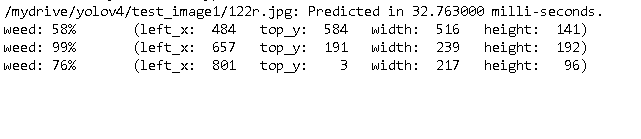 /mydrive/yolov4/test_image1/122r.jpg: Predicted in 32.763000 milli-seconds.
weed: 58% (left_x: 484 top_y: 584 width: 516 height: 141)
weed: 99% (left_x: 657 top_y: 191 width: 239 height: 192)
weed: 76% (left_x: 801 top_y: 3 width: 217 height: 96)